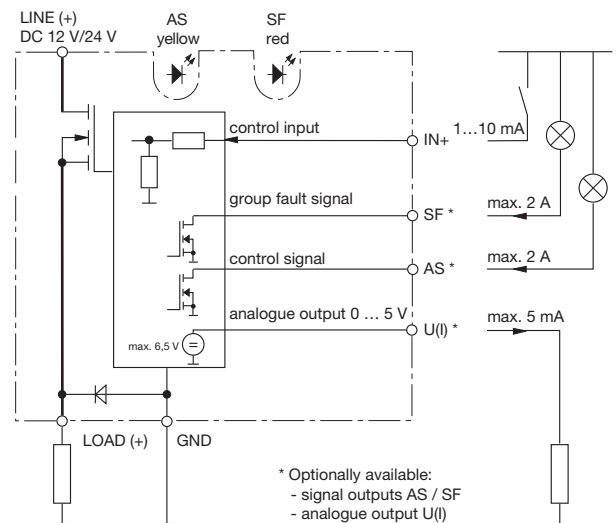 LINE (+)
DC 12 V/24 V
AS
yellow
SF
red
control input
IN+
1…10 mA
group fault signal
SF *
max. 2 A
control signal
AS *
max. 2 A
analogue output 0 … 5 V
U(I) *
max. 5 mA
max. 6,5 V
LOAD (+)
GND
* Optionally available:
- signal outputs AS / SF
- analogue output U(I)